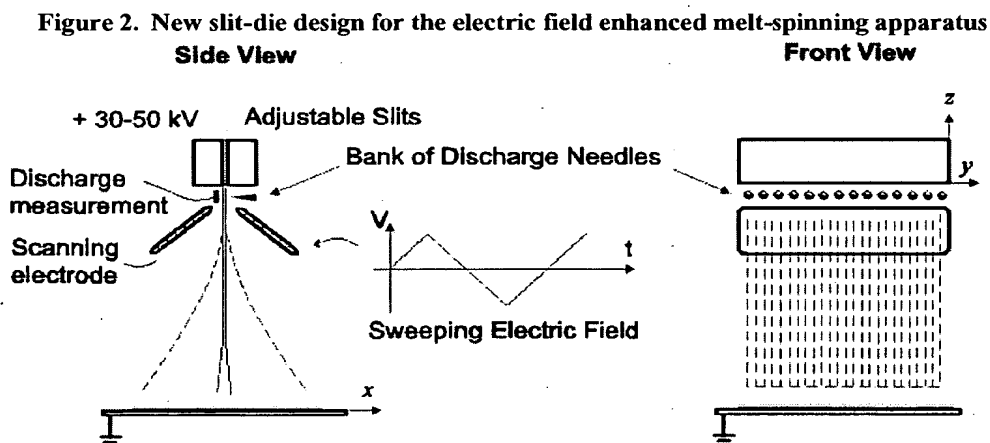 Figure 2. New slit-die design for the electric field enhanced melt-spinning apparatus
Side View
Front View
+ 30-50 kV
Adjustable Slits
z
Bank of Discharge Needles
y
Discharge
measurement
V
t
Scanning
electrode
Sweeping Electric Field
x